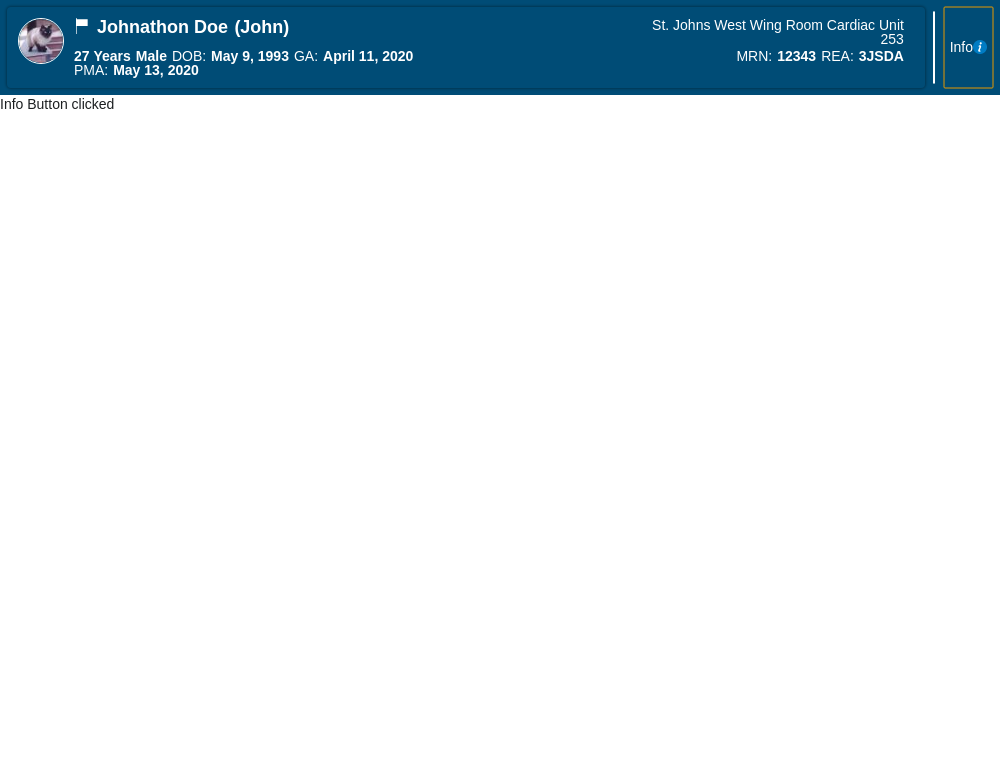 Johnathon Doe (John)
27 Years Male DOB: May 9, 1993 GA: April 11, 2020
PMA: May 13, 2020
St. Johns West Wing Room Cardiac Unit
253
MRN: 12343 REA: 3JSDA
Info i
Info Button clicked